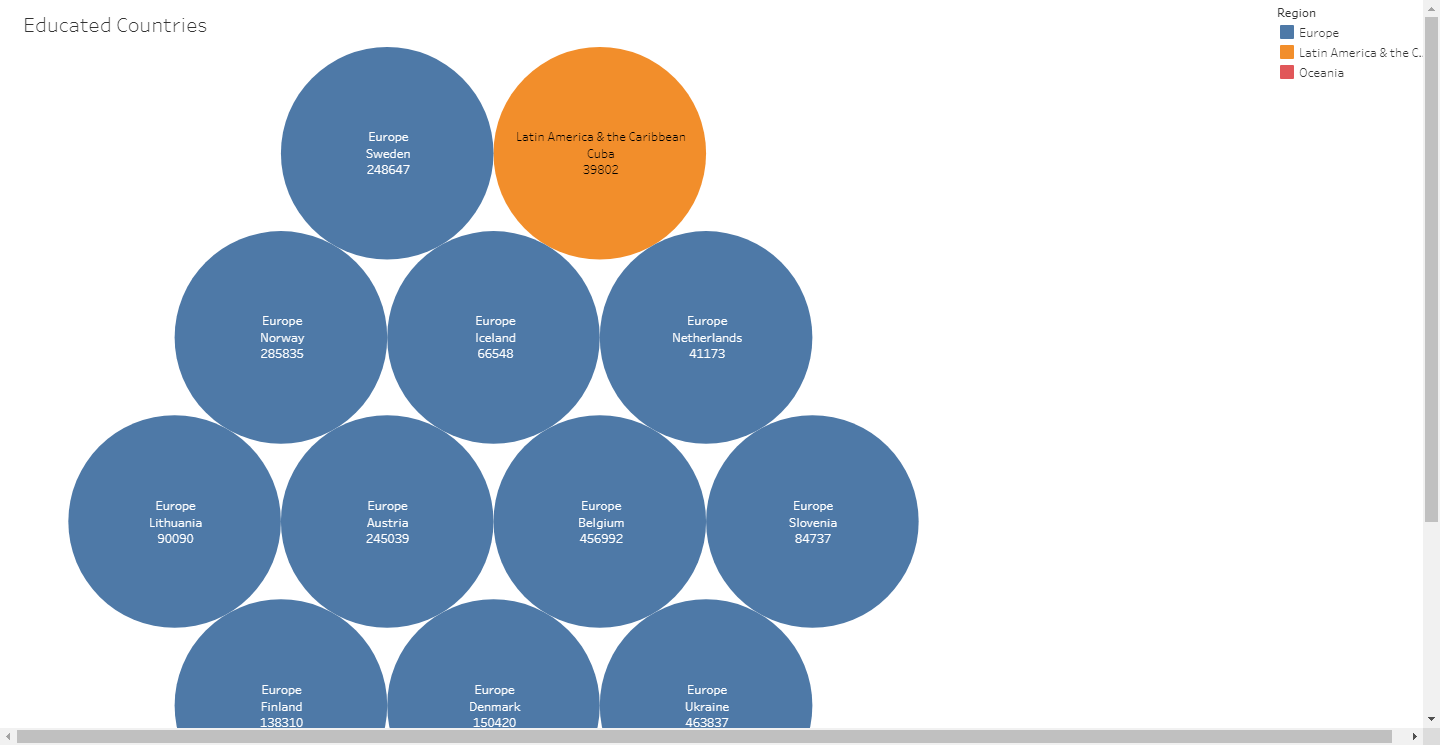 Educated Countries
Region
Europe
Latin America & the C..
Oceania
Europe
Sweden
248647
Latin America & the Caribbean
Cuba
39802
Europe
Norway
285835
Europe
Iceland
66548
Europe
Netherlands
41173
Europe
Lithuania
90090
Europe
Austria
245039
Europe
Belgium
456992
Europe
Slovenia
84737
Europe
Finland
138310
Europe
Denmark
150420
Europe
Ukraine
463837